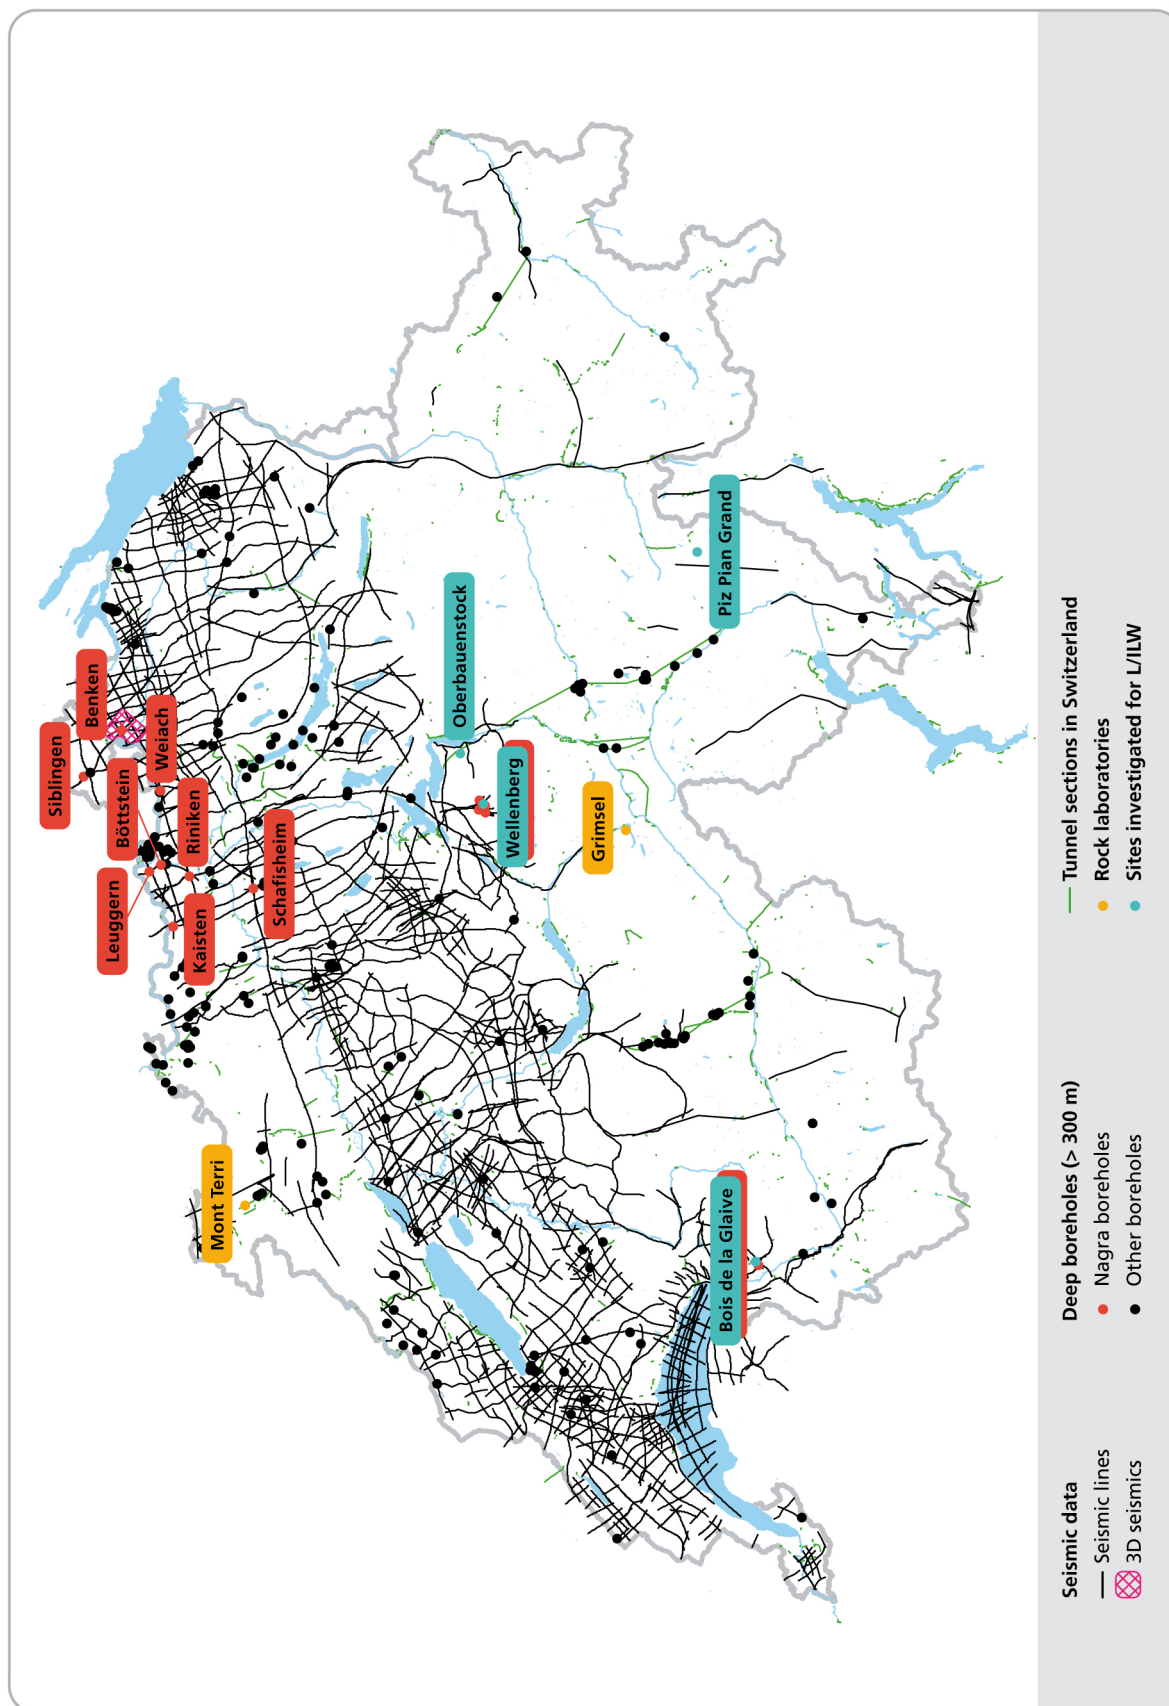 Siblingen
Benken
Böttstein
Weiach
Leuggern
Riniken
Kaisten
Schafisheim
Mont Terri
Oberbauenstock
Wellenberg
Grimsel
Piz Pian Grand
Bois de la Glaive
Seismic data
Seismic lines
3D seismics
Deep boreholes (> 300 m)
Nagra boreholes
Other boreholes
Tunnel sections in Switzerland
Rock laboratories
Sites investigated for L/ILW